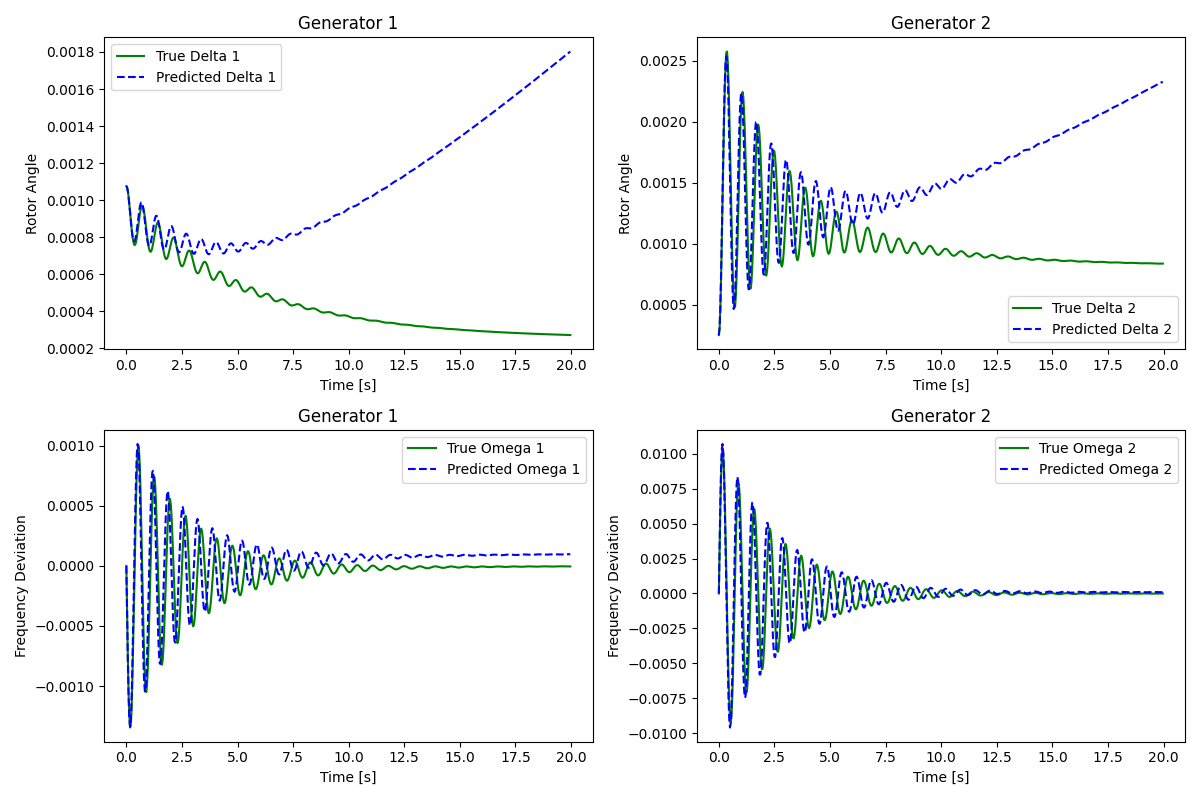 Generator 1
Rotor Angle
0.0018
0.0016
0.0014
0.0012
0.0010
0.0008
0.0006
0.0004
0.0002
True Delta 1
Predicted Delta 1
0.0 2.5 5.0 7.5 10.0 12.5 15.0 17.5 20.0
Time [s]
Generator 2
Rotor Angle
0.0025
0.0020
0.0015
0.0010
0.0005
True Delta 2
Predicted Delta 2
0.0 2.5 5.0 7.5 10.0 12.5 15.0 17.5 20.0
Time [s]
Generator 1
Frequency Deviation
0.0010
0.0005
0.0000
−0.0005
−0.0010
True Omega 1
Predicted Omega 1
0.0 2.5 5.0 7.5 10.0 12.5 15.0 17.5 20.0
Time [s]
Generator 2
Frequency Deviation
0.0100
0.0075
0.0050
0.0025
0.0000
−0.0025
−0.0050
−0.0075
−0.0100
True Omega 2
Predicted Omega 2
0.0 2.5 5.0 7.5 10.0 12.5 15.0 17.5 20.0
Time [s]